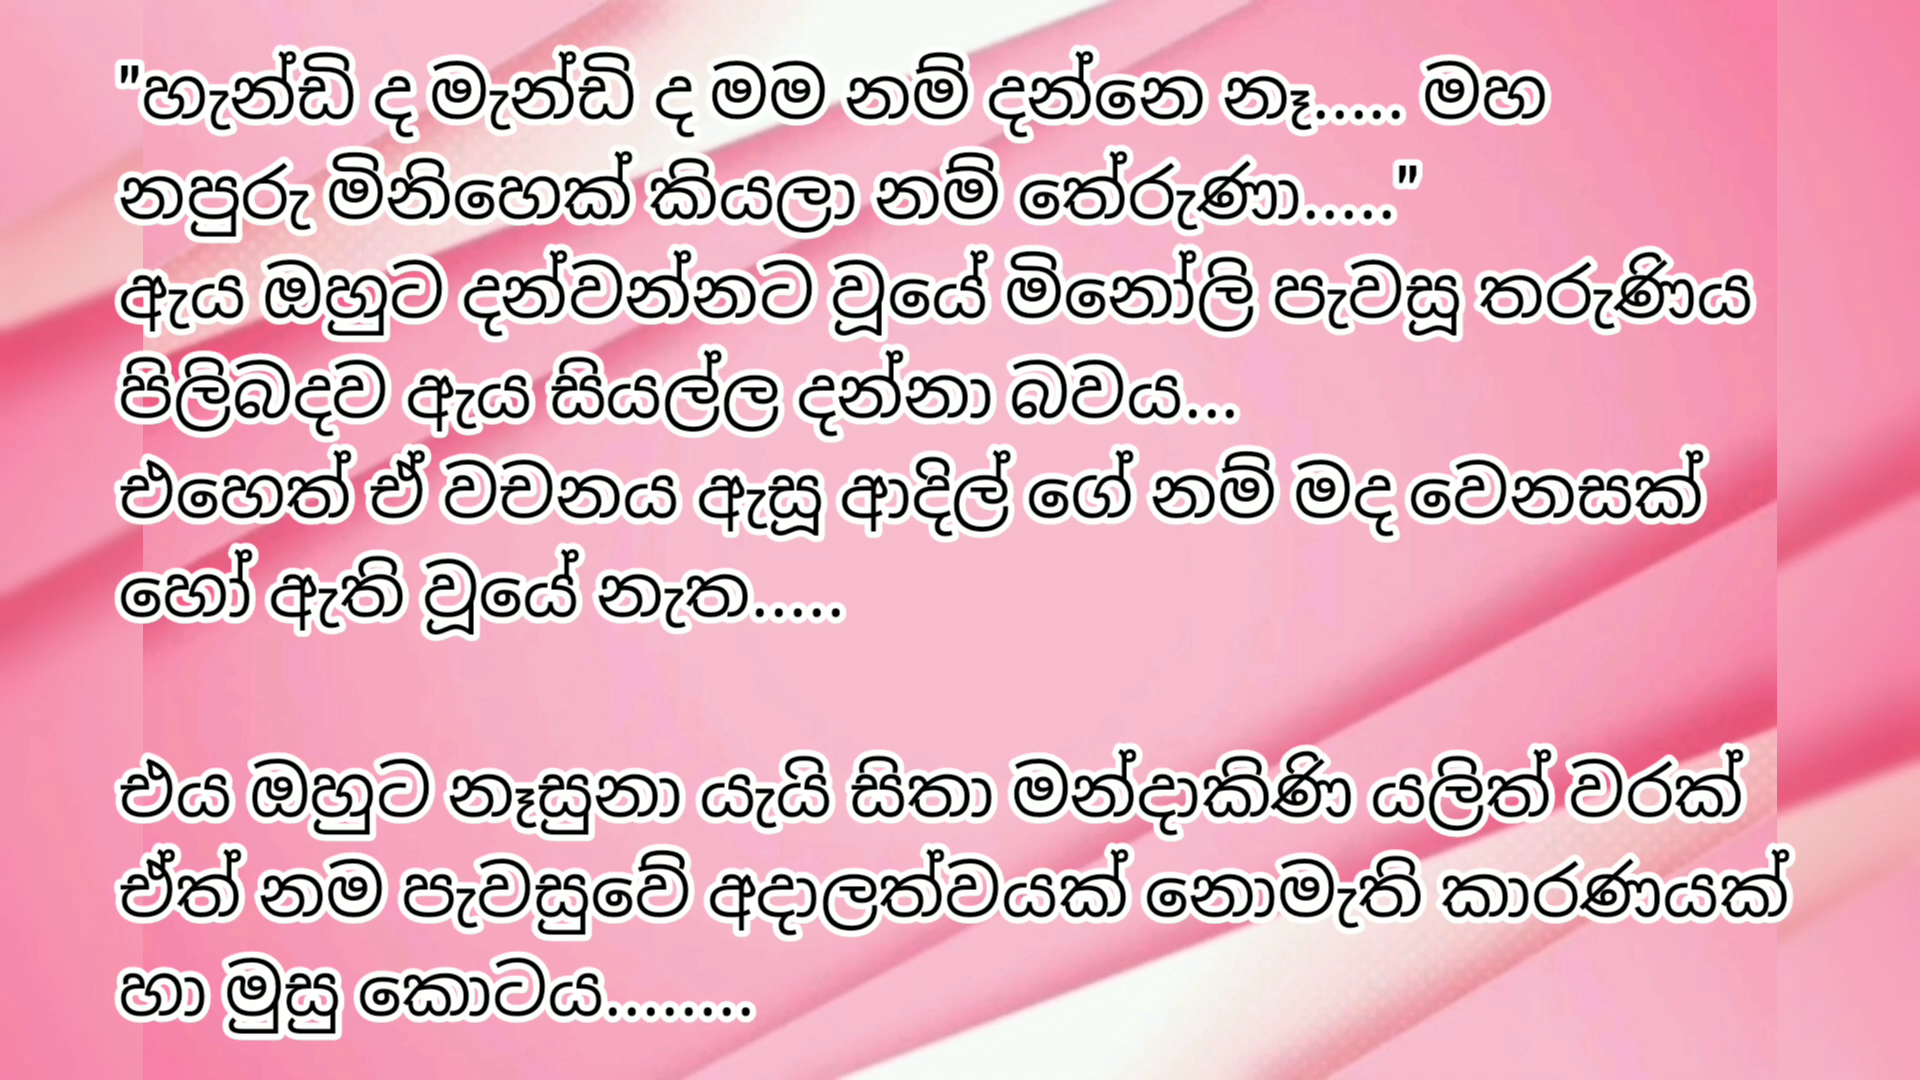 "හැන්ඩි ද මැන්ඩි ද මම නම් දන්නෙ නෑ..... මහ
නපුරු මිනිහෙක් කියලා නම් තේරුණා....."
ඇය ඔහුට දන්වන්නට වූයේ මිනෝලි පැවසූ තරුණිය
පිලිබදව ඇය සියල්ල දන්නා බවය...
එහෙත් ඒ වචනය ඇසූ ආදිල් ගේ නම් මද වෙනසක්
හෝ ඇති වූයේ නැත.....
එය ඔහුට නෑසුනා යැයි සිතා මන්දාකිණි යලිත් වරක්
ඒත් නම පැවසුවේ අදාලත්වයක් නොමැති කාරණයක්
හා මුසු කොටය........